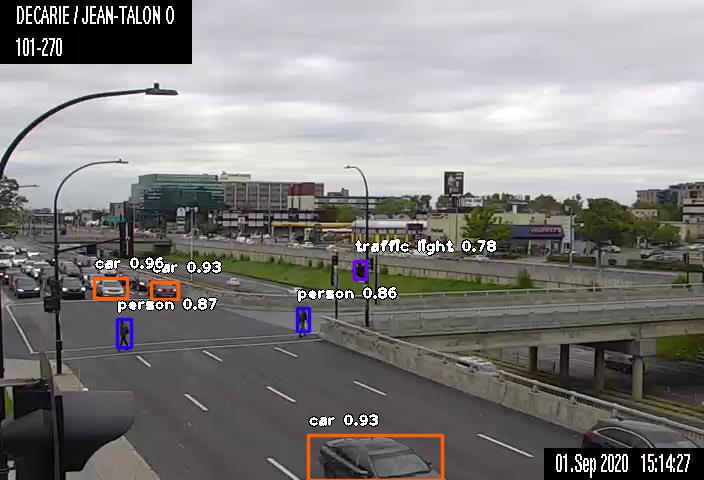 DECARIE / JEAN-TALON O
101-270
traffic light 0.78
car 0.96
car 0.93
person 0.86
person 0.87
car 0.93
01.Sep 2020 15:14:27